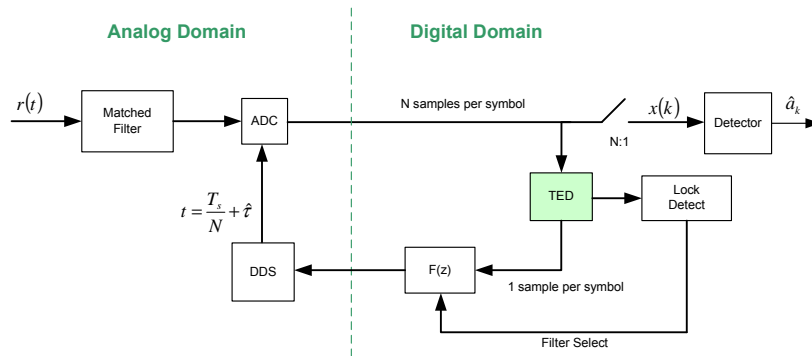 Analog Domain
Digital Domain
r(t)
Matched
Filter
ADC
N samples per symbol
N:1
x(k)
Detector
â_k
t = T_s/N + τ̂
TED
Lock
Detect
DDS
F(z)
1 sample per symbol
Filter Select